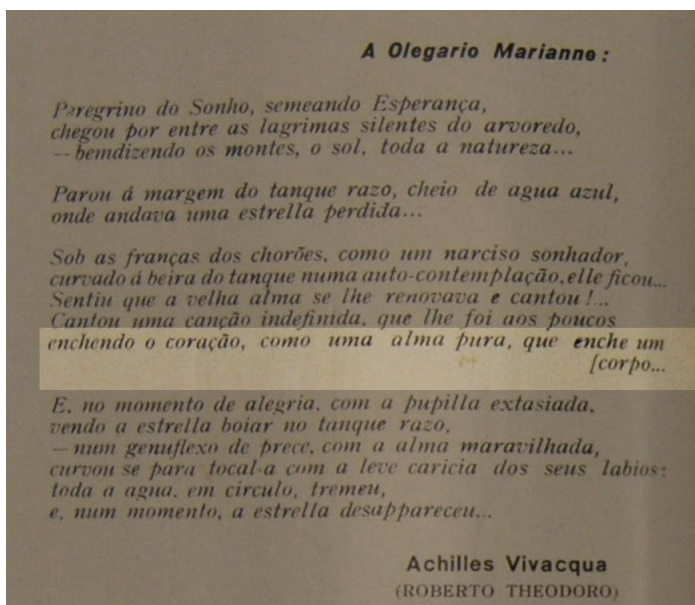 A Olegario Marianne:
Peregrino do Sonho, semeando Esperança,
chegou por entre as lagrimas silentes do arvoredo,
— bemdizendo os montes, o sol, toda a natureza...
Parou á margem do tanque razo, cheio de agua azul,
onde andava uma estrella perdida...
Sob as franças dos chorões, como um narciso sonhador,
curvado á beira do tanque numa auto-contemplação, elle ficou...
Sentiu que a velha alma se lhe renovava e cantou!...
Cantou uma canção indefinida, que lhe foi aos poucos
enchendo o coração, como uma alma pura, que enche um
[corpo...
E, no momento de alegria, com a pupilla extasiada,
vendo a estrella boiar no tanque razo,
— num genuflexo de prece, com a alma maravilhada,
curvou se para tocal-a com a leve caricia dos seus labios:
toda a agua, em circulo, tremeu,
e, num momento, a estrella desappareceu...
Achilles Vivacqua
(ROBERTO THEODORO)